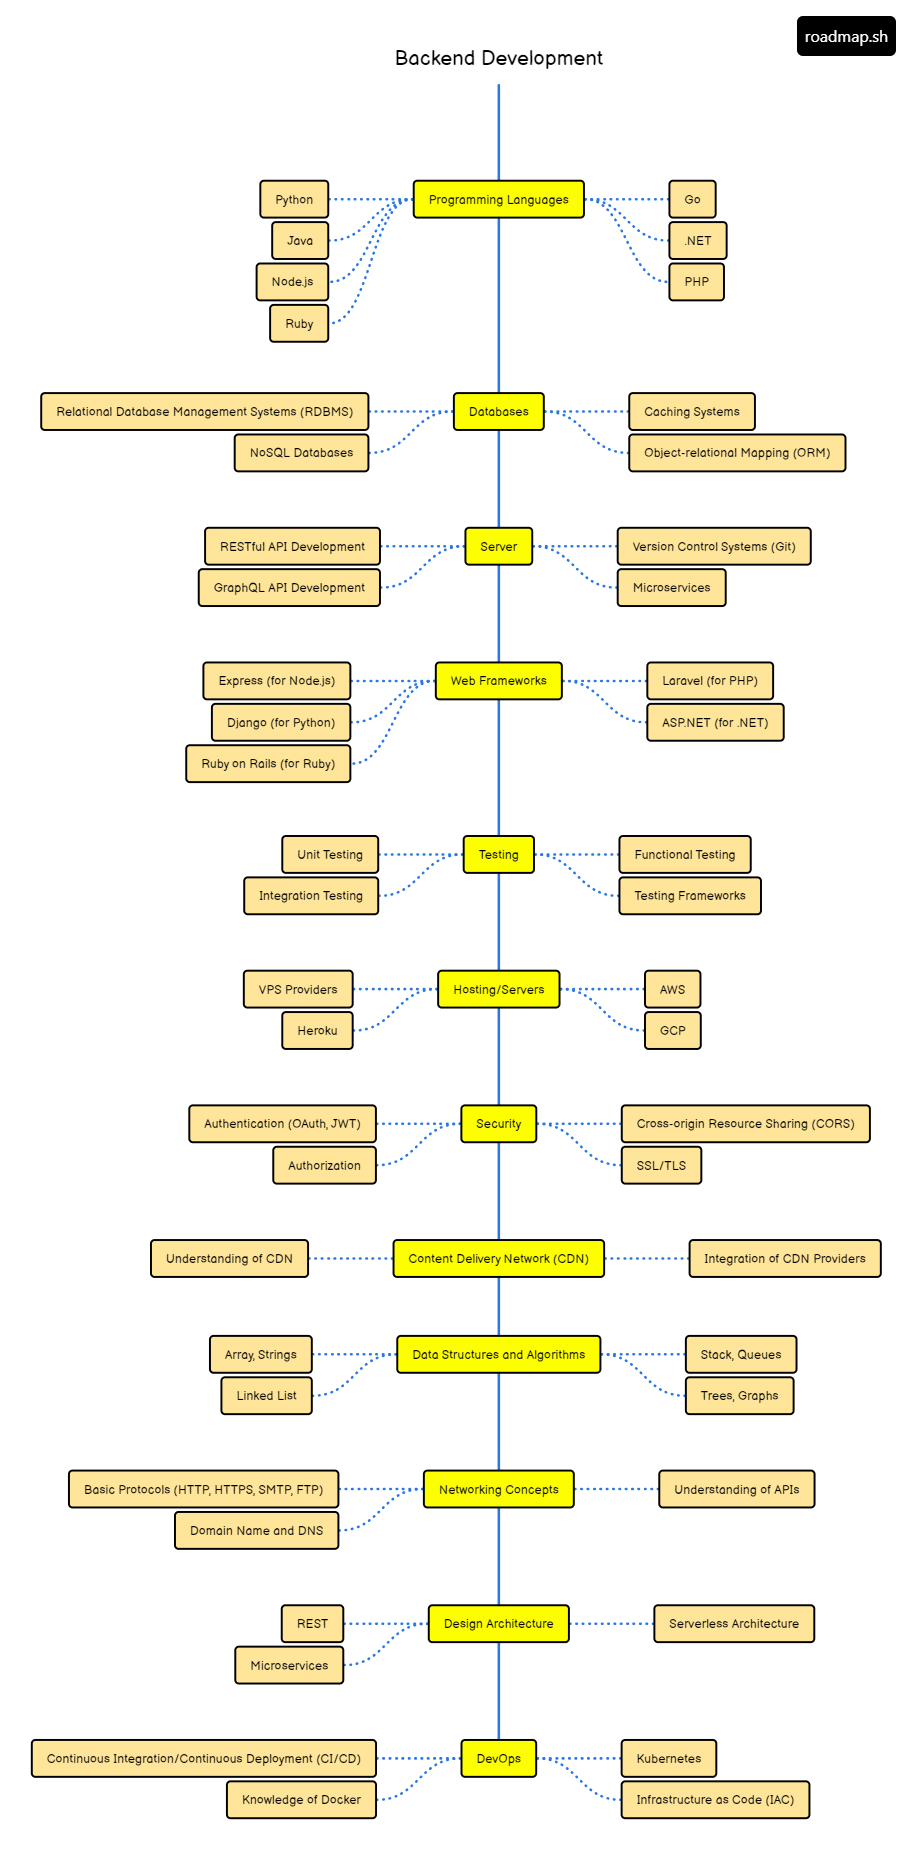 roadmap.sh
Backend Development
Python
Programming Languages
Go
Java
.NET
Node.js
PHP
Ruby
Relational Database Management Systems (RDBMS)
Databases
Caching Systems
NoSQL Databases
Object-relational Mapping (ORM)
RESTful API Development
Server
Version Control Systems (Git)
GraphQL API Development
Microservices
Express (for Node.js)
Web Frameworks
Laravel (for PHP)
Django (for Python)
ASP.NET (for .NET)
Ruby on Rails (for Ruby)
Unit Testing
Testing
Functional Testing
Integration Testing
Testing Frameworks
VPS Providers
Hosting/Servers
AWS
Heroku
GCP
Authentication (OAuth, JWT)
Security
Cross-origin Resource Sharing (CORS)
Authorization
SSL/TLS
Understanding of CDN
Content Delivery Network (CDN)
Integration of CDN Providers
Array, Strings
Data Structures and Algorithms
Stack, Queues
Linked List
Trees, Graphs
Basic Protocols (HTTP, HTTPS, SMTP, FTP)
Networking Concepts
Understanding of APIs
Domain Name and DNS
REST
Design Architecture
Serverless Architecture
Microservices
Continuous Integration/Continuous Deployment (CI/CD)
DevOps
Kubernetes
Knowledge of Docker
Infrastructure as Code (IAC)